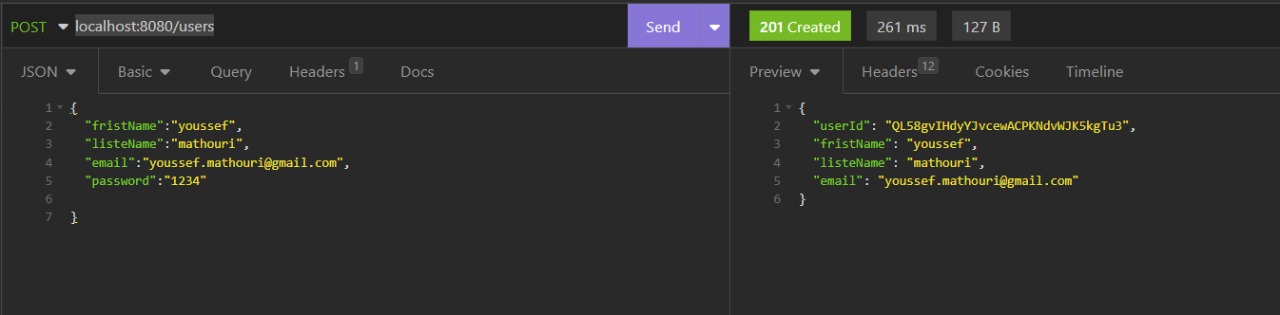 POST localhost:8080/users Send 201 Created 261 ms 127 B
JSON Basic Query Headers 1 Docs Preview Headers 12 Cookies Timeline
1 {
2 "fristName":"youssef",
3 "listeName":"mathouri",
4 "email":"youssef.mathouri@gmail.com",
5 "password":"1234"
6
7 }
1 {
2 "userId": "QL58gvIHdyYJvcewACPKNdvWJK5kgTu3",
3 "fristName": "youssef",
4 "listeName": "mathouri",
5 "email": "youssef.mathouri@gmail.com"
6 }